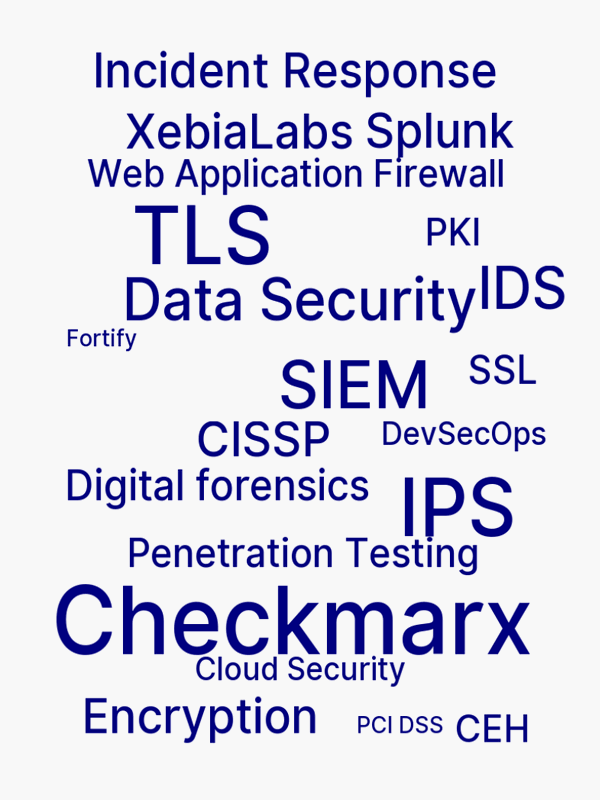 Incident Response
XebiaLabs Splunk
Web Application Firewall
TLS
PKI
Data Security
IDS
Fortify
SIEM
SSL
CISSP
DevSecOps
Digital forensics
IPS
Penetration Testing
Checkmarx
Cloud Security
Encryption
PCI DSS
CEH